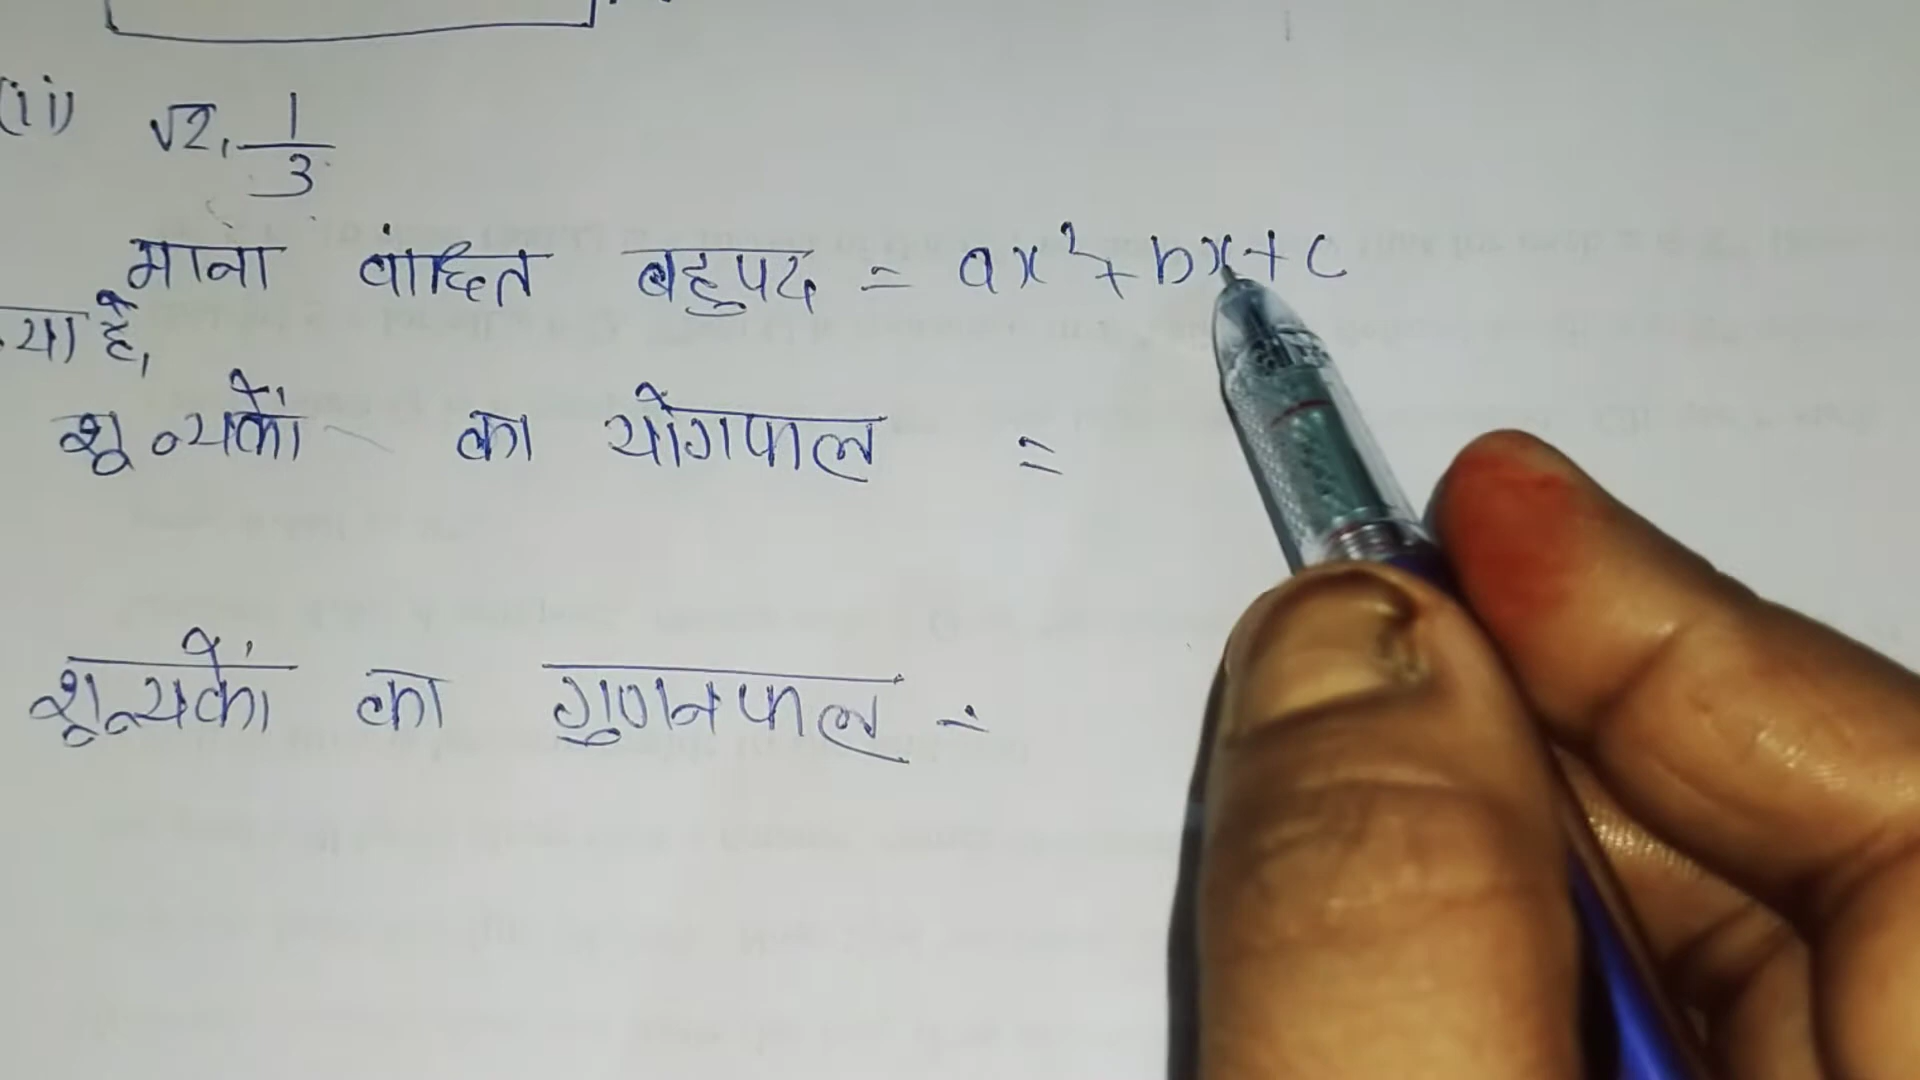 (ii) √2, 1/3
माना वांछित बहुपद = ax²+bx+c
या है,
शून्यकों का योगफल =
शून्यकों का गुणनफल =